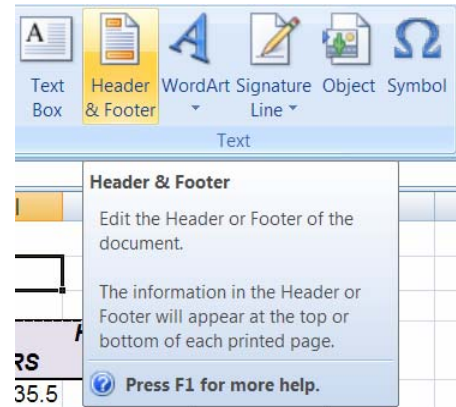 A
Ω
Text Box
Header & Footer
WordArt
Signature Line
Object
Symbol
Text
Header & Footer
Edit the Header or Footer of the
document.
The information in the Header or
Footer will appear at the top or
bottom of each printed page.
Press F1 for more help.
RS
35.5